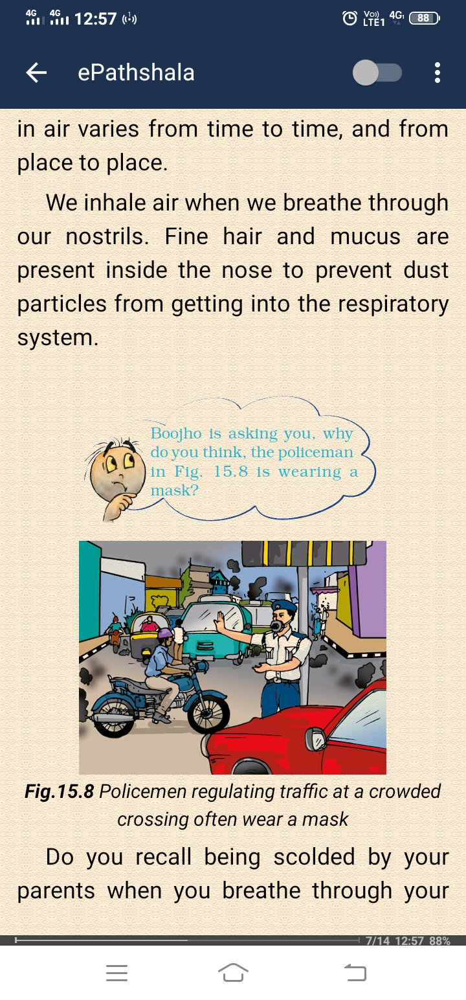 4G 4G 12:57 Vo)) LTE1 4G 88
ePathshala
in air varies from time to time, and from
place to place.
We inhale air when we breathe through
our nostrils. Fine hair and mucus are
present inside the nose to prevent dust
particles from getting into the respiratory
system.
Boojho is asking you, why
do you think, the policeman
in Fig. 15.8 is wearing a
mask?
Fig.15.8 Policemen regulating traffic at a crowded
crossing often wear a mask
Do you recall being scolded by your
parents when you breathe through your
7/14 12:57 88%